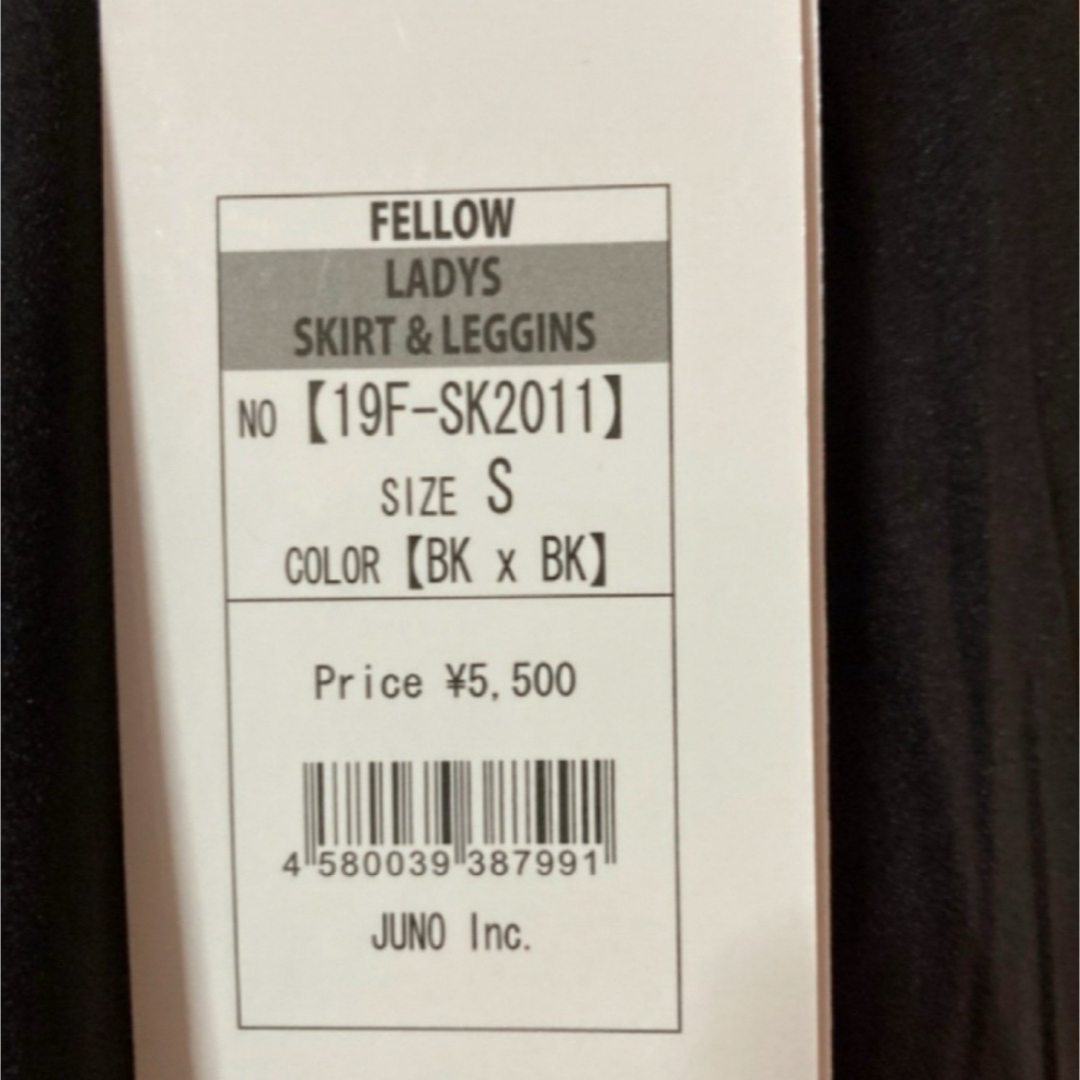 FELLOW
LADYS
SKIRT & LEGGINS
NO 【19F-SK2011】
SIZE S
COLOR 【BK x BK】
Price ¥5,500
4 580039 387991
JUNO Inc.